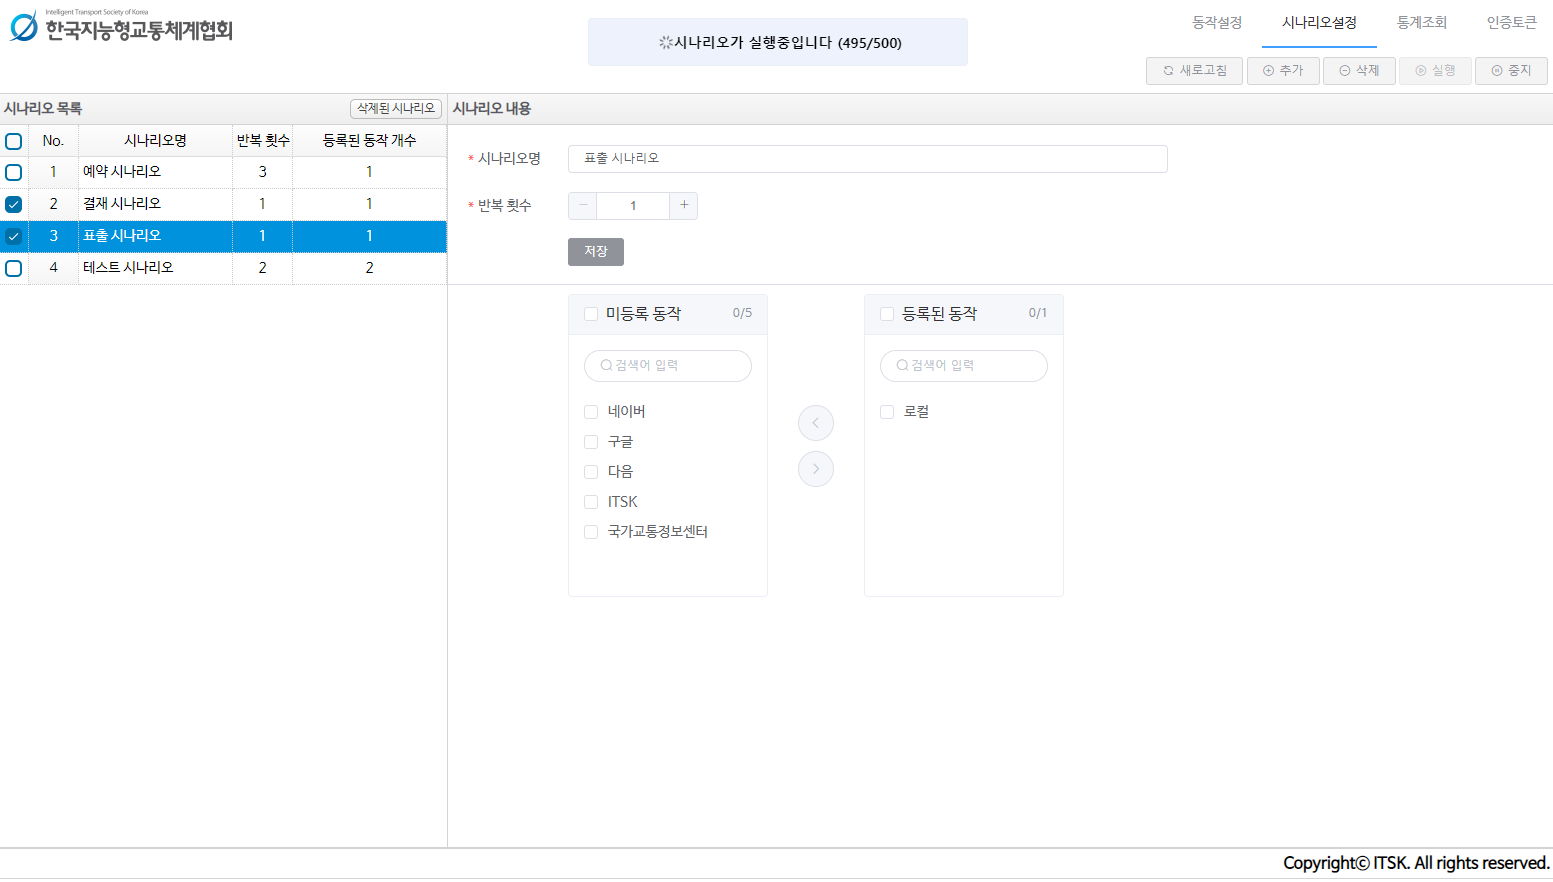 Intelligent Transport Society of Korea
한국지능형교통체계협회
시나리오가 실행중입니다 (495/500)
동작설정 시나리오설정 통계조회 인증토큰
새로고침 추가 삭제 실행 중지
시나리오 목록 삭제된 시나리오
No. 시나리오명 반복 횟수 등록된 동작 개수
1 예약 시나리오 3 1
2 결재 시나리오 1 1
3 표출 시나리오 1 1
4 테스트 시나리오 2 2
시나리오 내용
* 시나리오명 표출 시나리오
* 반복 횟수 − 1 +
저장
미등록 동작 0/5
검색어 입력
네이버
구글
다음
ITSK
국가교통정보센터
등록된 동작 0/1
검색어 입력
로컬
Copyrightⓒ ITSK. All rights reserved.